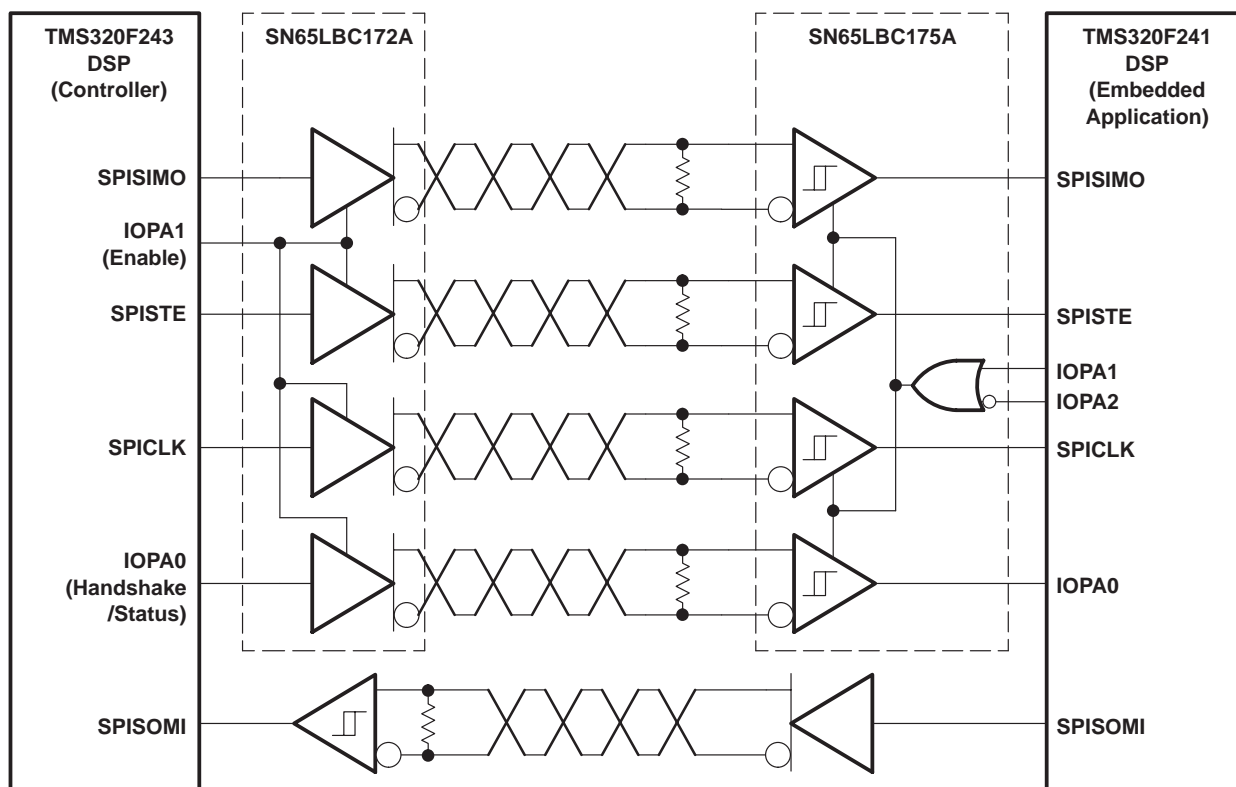 TMS320F243
DSP
(Controller)
SN65LBC172A
SN65LBC175A
TMS320F241
DSP
(Embedded
Application)
SPISIMO
IOPA1
(Enable)
SPISTE
SPICLK
IOPA0
(Handshake
/Status)
SPISOMI
SPISIMO
SPISTE
IOPA1
IOPA2
SPICLK
IOPA0
SPISOMI